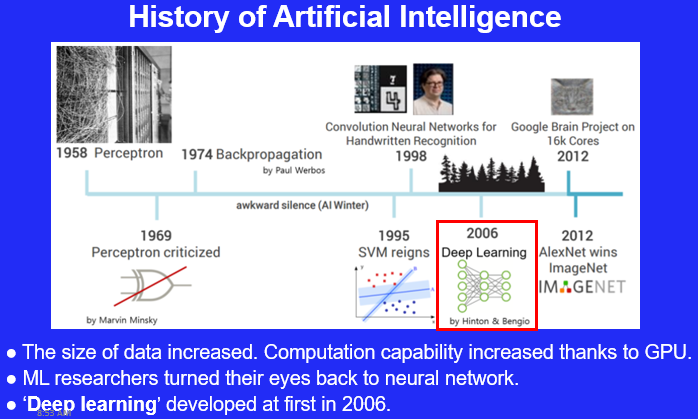 History of Artificial Intelligence
Convolution Neural Networks for
Handwritten Recognition
Google Brain Project on
16k Cores
1958 Perceptron
1974 Backpropagation
by Paul Werbos
1998
2012
awkward silence (AI Winter)
1969
Perceptron criticized
by Marvin Minsky
1995
SVM reigns
2006
Deep Learning
by Hinton & Bengio
2012
AlexNet wins
ImageNet
IMAGENET
● The size of data increased. Computation capability increased thanks to GPU.
● ML researchers turned their eyes back to neural network.
● ‘Deep learning’ developed at first in 2006.